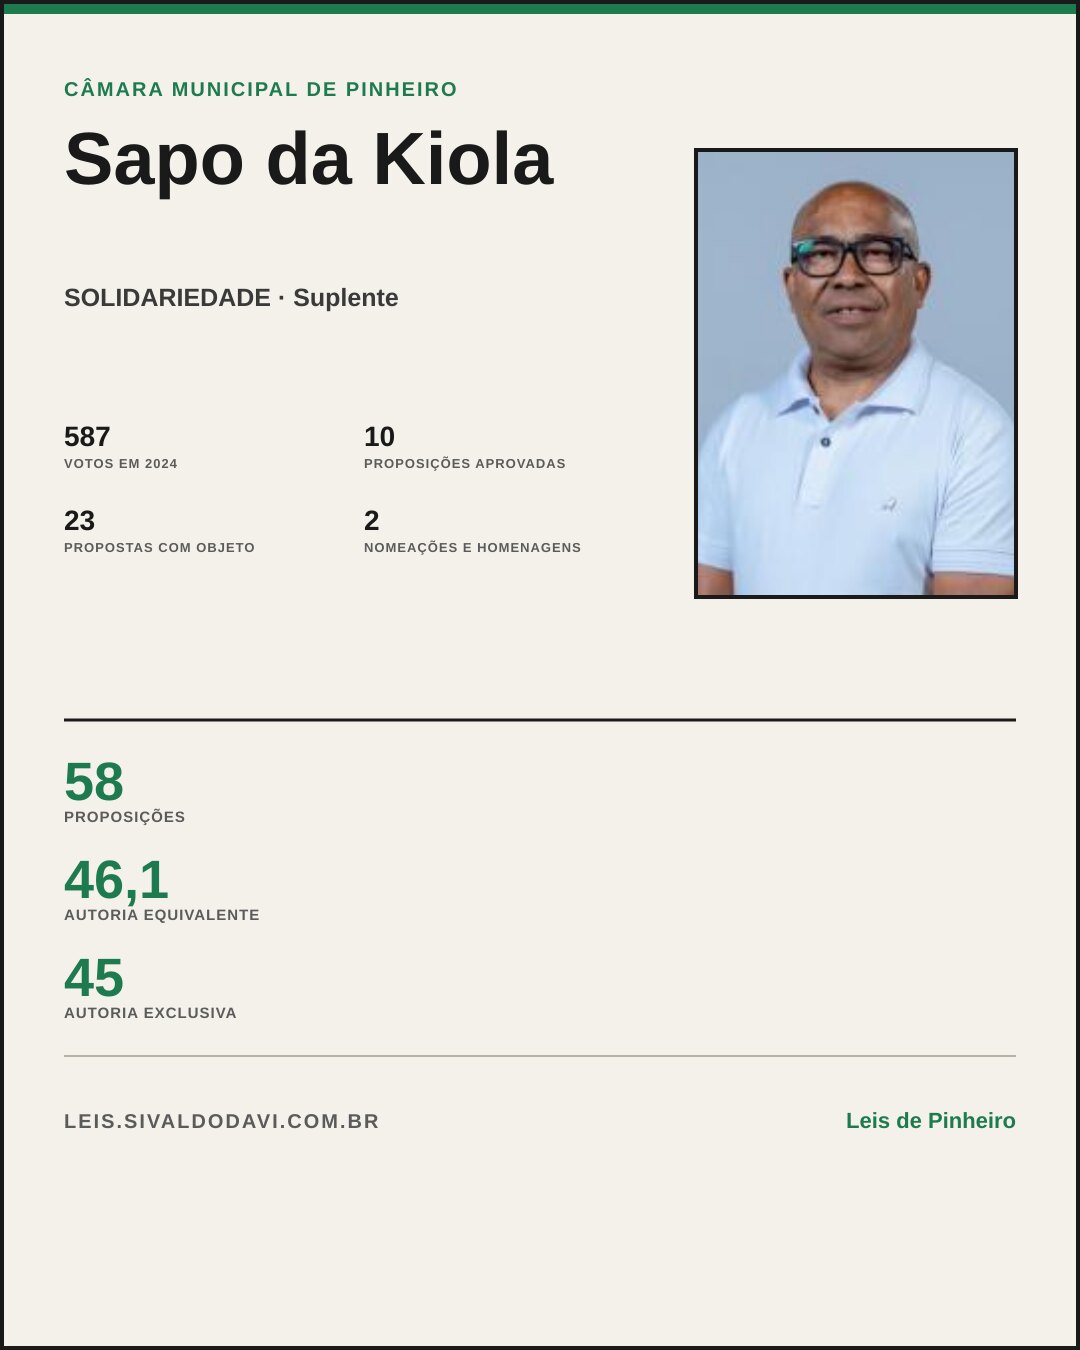 CÂMARA MUNICIPAL DE PINHEIRO
Sapo da Kiola
SOLIDARIEDADE · Suplente
587
VOTOS EM 2024
10
PROPOSIÇÕES APROVADAS
23
PROPOSTAS COM OBJETO
2
NOMEAÇÕES E HOMENAGENS
58
PROPOSIÇÕES
46,1
AUTORIA EQUIVALENTE
45
AUTORIA EXCLUSIVA
LEIS.SIVALDODAVI.COM.BR
Leis de Pinheiro